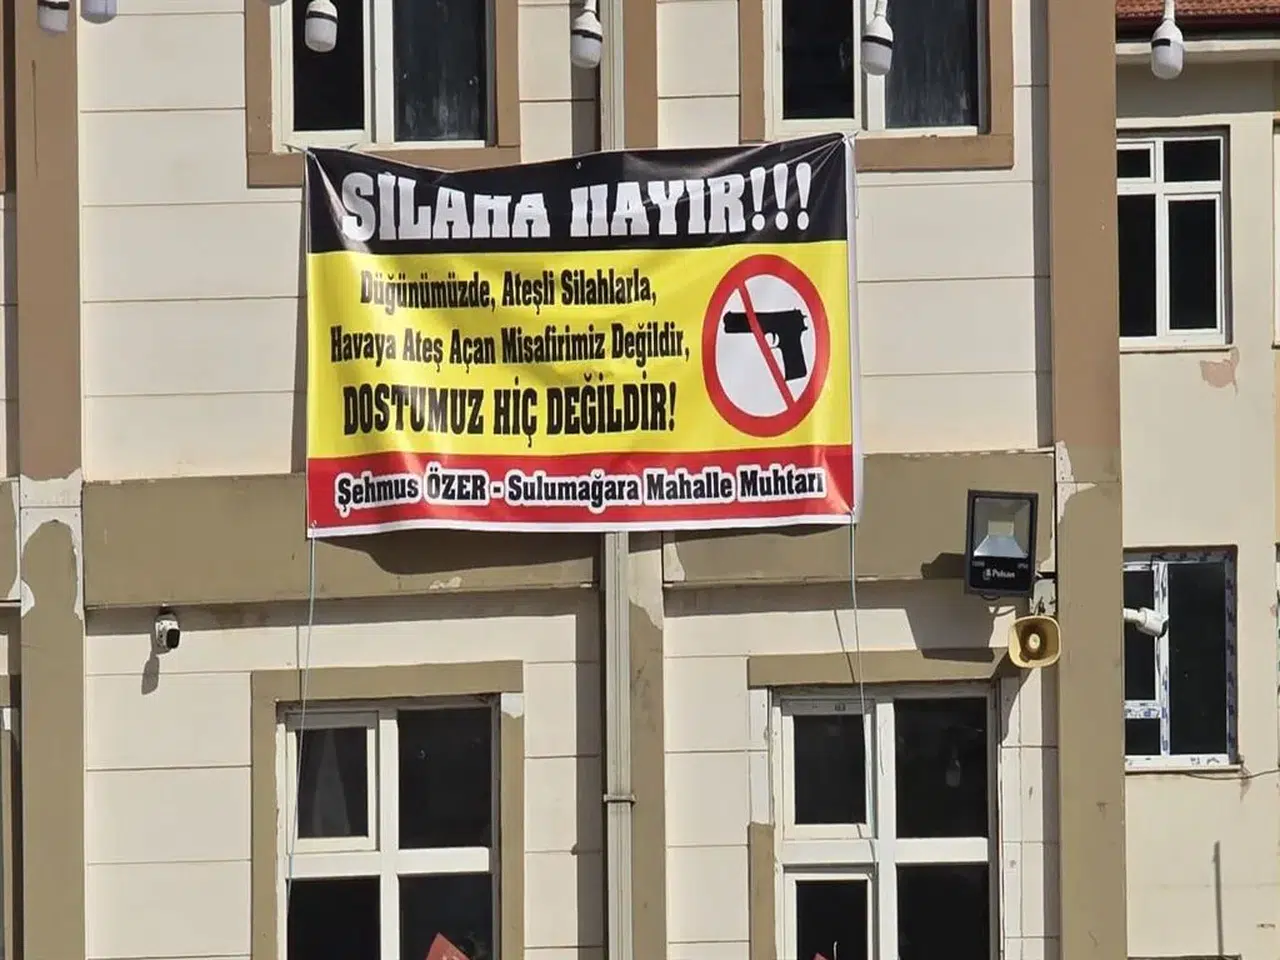 SİLAHA HAYIR!!!
Düğünümüzde, Ateşli Silahlarla,
Havaya Ateş Açan Misafirimiz Değildir,
DOSTUMUZ HİÇ DEĞİLDİR!
Şehmus ÖZER - Sulumağara Mahalle Muhtarı
Pelsan